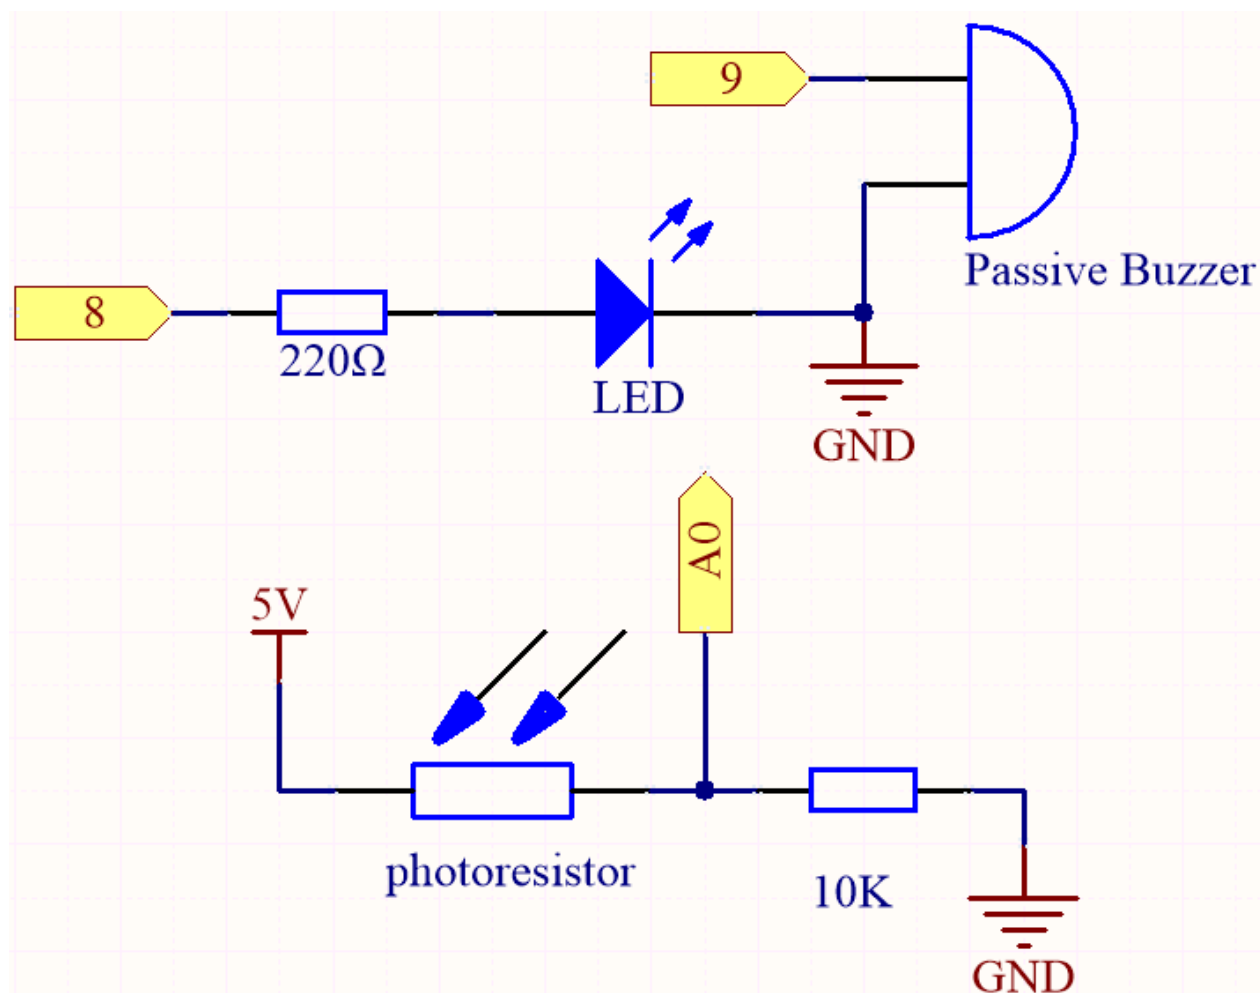 9
Passive Buzzer
8
220Ω
LED
GND
A0
5V
photoresistor
10K
GND